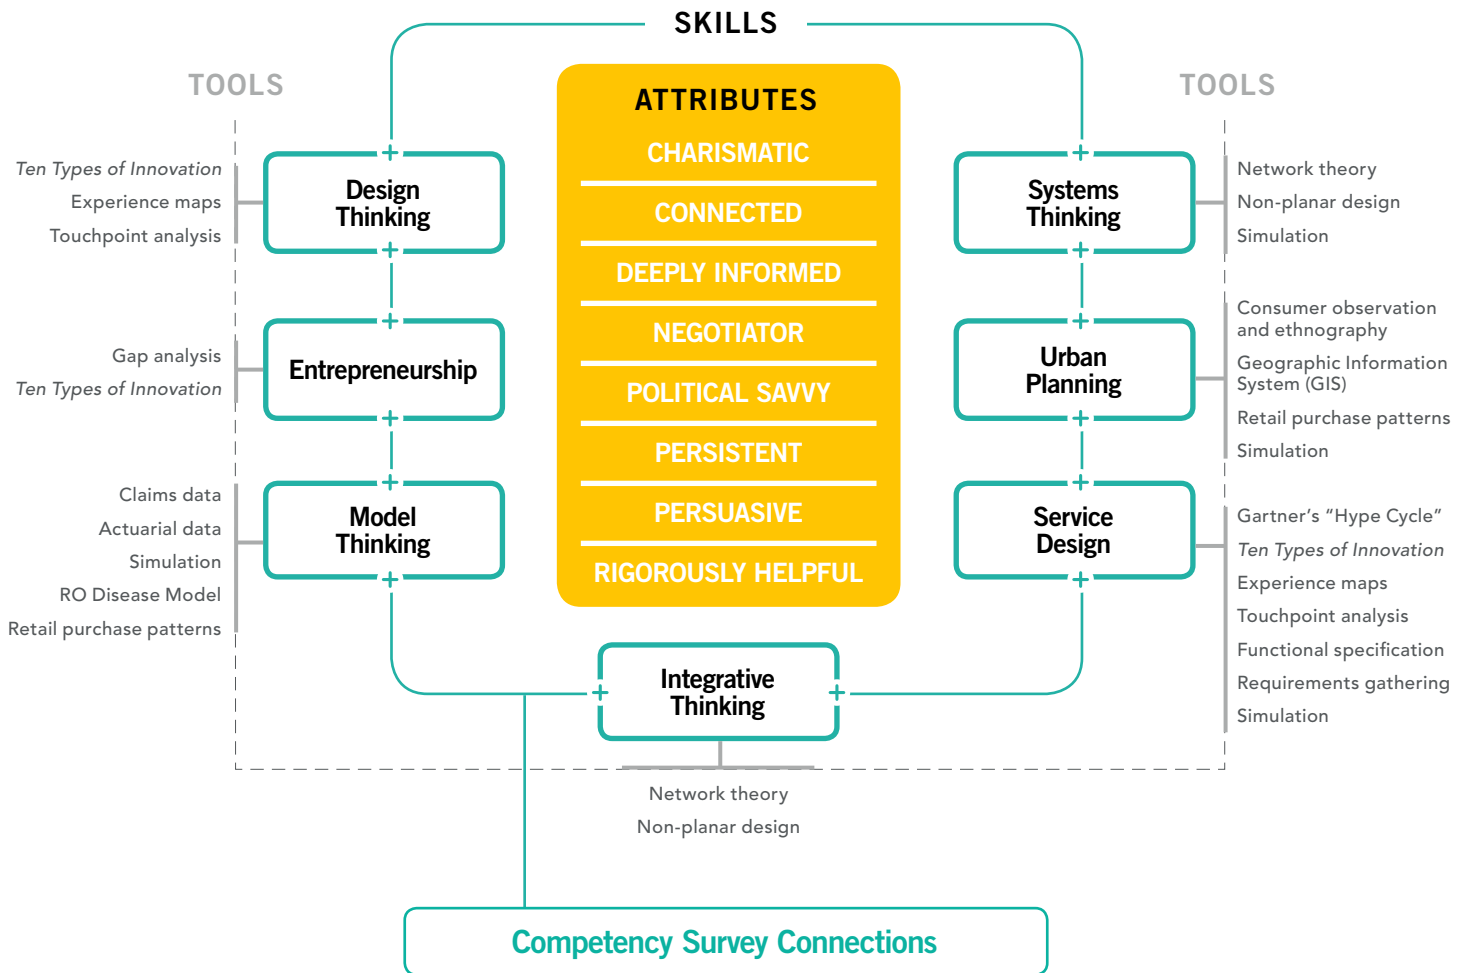 SKILLS
TOOLS
Ten Types of Innovation
Experience maps
Touchpoint analysis
Design
Thinking
Gap analysis
Ten Types of Innovation
Entrepreneurship
Claims data
Actuarial data
Simulation
RO Disease Model
Retail purchase patterns
Model
Thinking
ATTRIBUTES
CHARISMATIC
CONNECTED
DEEPLY INFORMED
NEGOTIATOR
POLITICAL SAVVY
PERSISTENT
PERSUASIVE
RIGOROUSLY HELPFUL
TOOLS
Systems
Thinking
Network theory
Non-planar design
Simulation
Urban
Planning
Consumer observation
and ethnography
Geographic Information
System (GIS)
Retail purchase patterns
Simulation
Service
Design
Gartner’s “Hype Cycle”
Ten Types of Innovation
Experience maps
Touchpoint analysis
Functional specification
Requirements gathering
Simulation
Integrative
Thinking
Network theory
Non-planar design
Competency Survey Connections